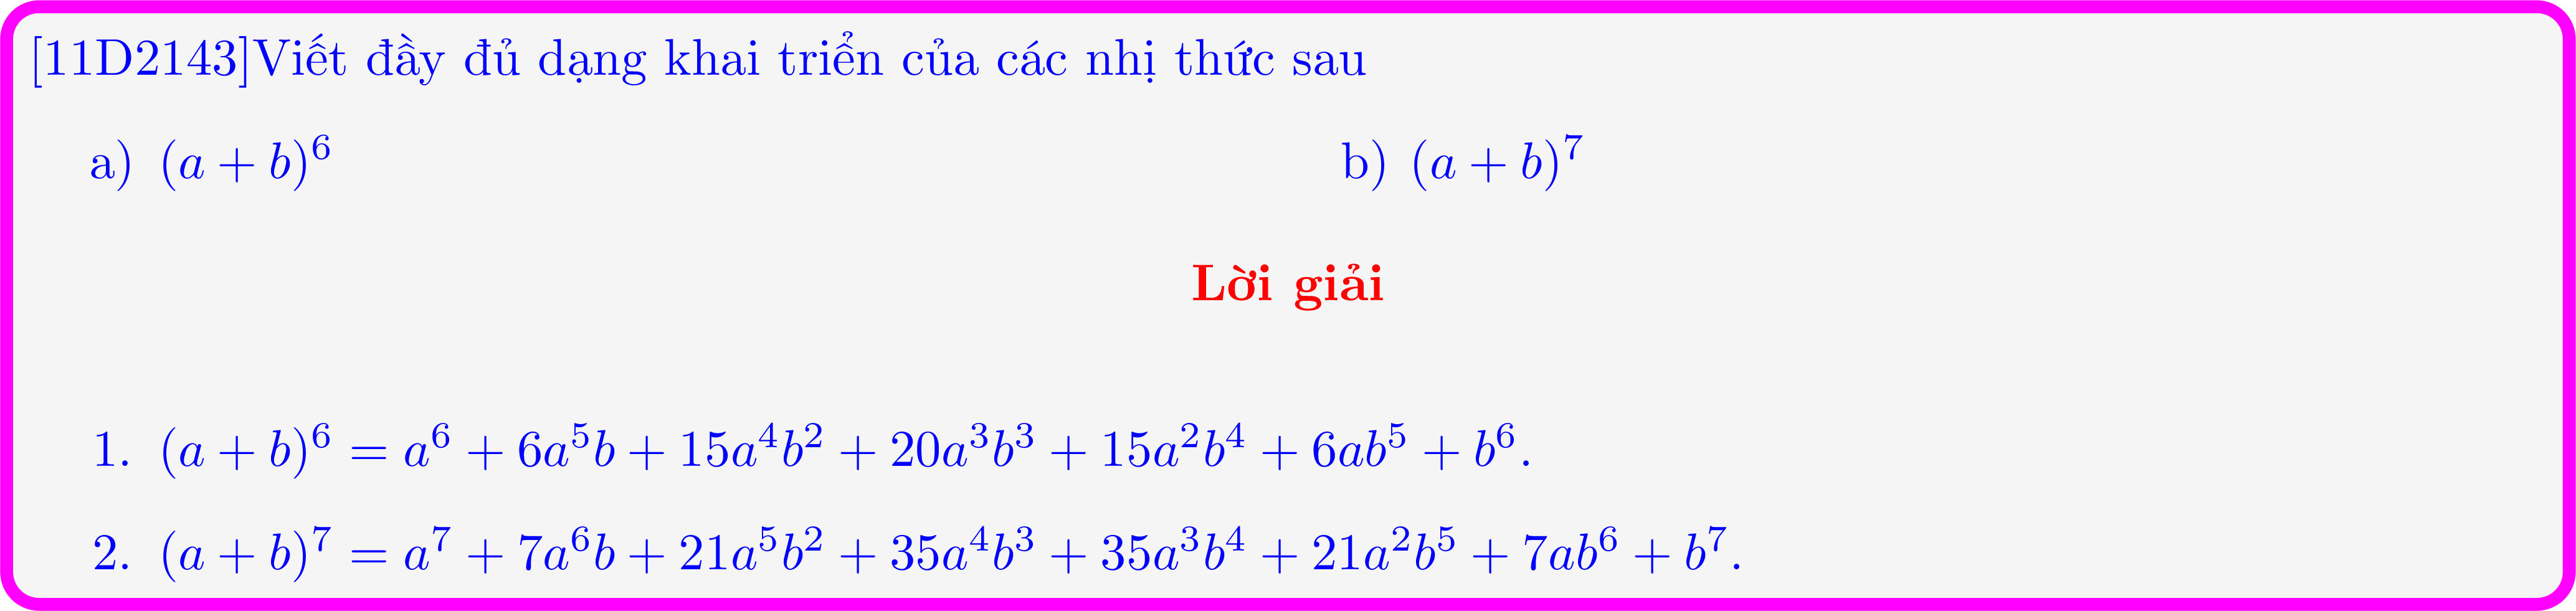 [11D2143]Viết đầy đủ dạng khai triển của các nhị thức sau
a) (a + b)^6 b) (a + b)^7
Lời giải
1. (a + b)^6 = a^6 + 6a^5b + 15a^4b^2 + 20a^3b^3 + 15a^2b^4 + 6ab^5 + b^6.
2. (a + b)^7 = a^7 + 7a^6b + 21a^5b^2 + 35a^4b^3 + 35a^3b^4 + 21a^2b^5 + 7ab^6 + b^7.